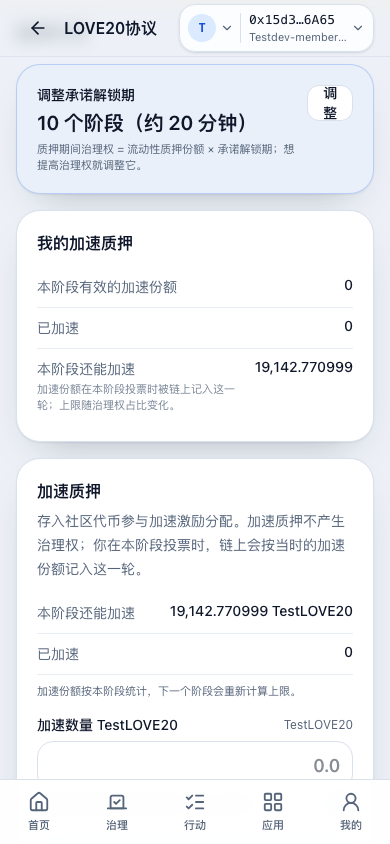 LOVE20协议
T
0x15d3…6A65
Testdev-member...
调整承诺解锁期
10 个阶段（约 20 分钟）
质押期间治理权 = 流动性质押份额 × 承诺解锁期；想
提高治理权就调整它。
调
整
我的加速质押
本阶段有效的加速份额 0
已加速 0
本阶段还能加速 19,142.770999
加速份额在本阶段投票时被链上记入这一
轮；上限随治理权占比变化。
加速质押
存入社区代币参与加速激励分配。加速质押不产生
治理权；你在本阶段投票时，链上会按当时的加速
份额记入这一轮。
本阶段还能加速 19,142.770999 TestLOVE20
已加速 0
加速份额按本阶段统计，下一个阶段会重新计算上限。
加速数量 TestLOVE20 TestLOVE20
0.0
首页 治理 行动 应用 我的